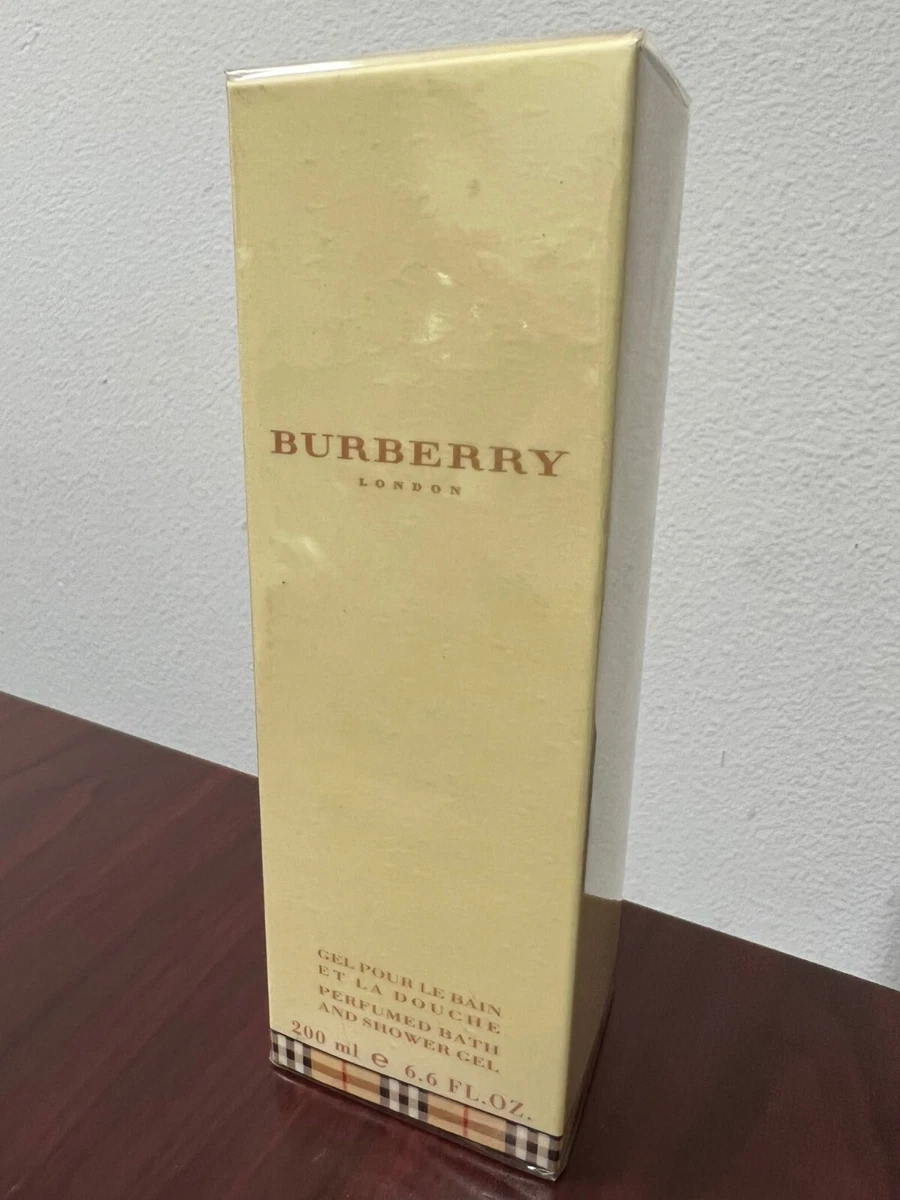 BURBERRY
LONDON
GEL POUR LE BAIN
ET LA DOUCHE
PERFUMED BATH
AND SHOWER GEL
200 ml e 6.6 FL.OZ.